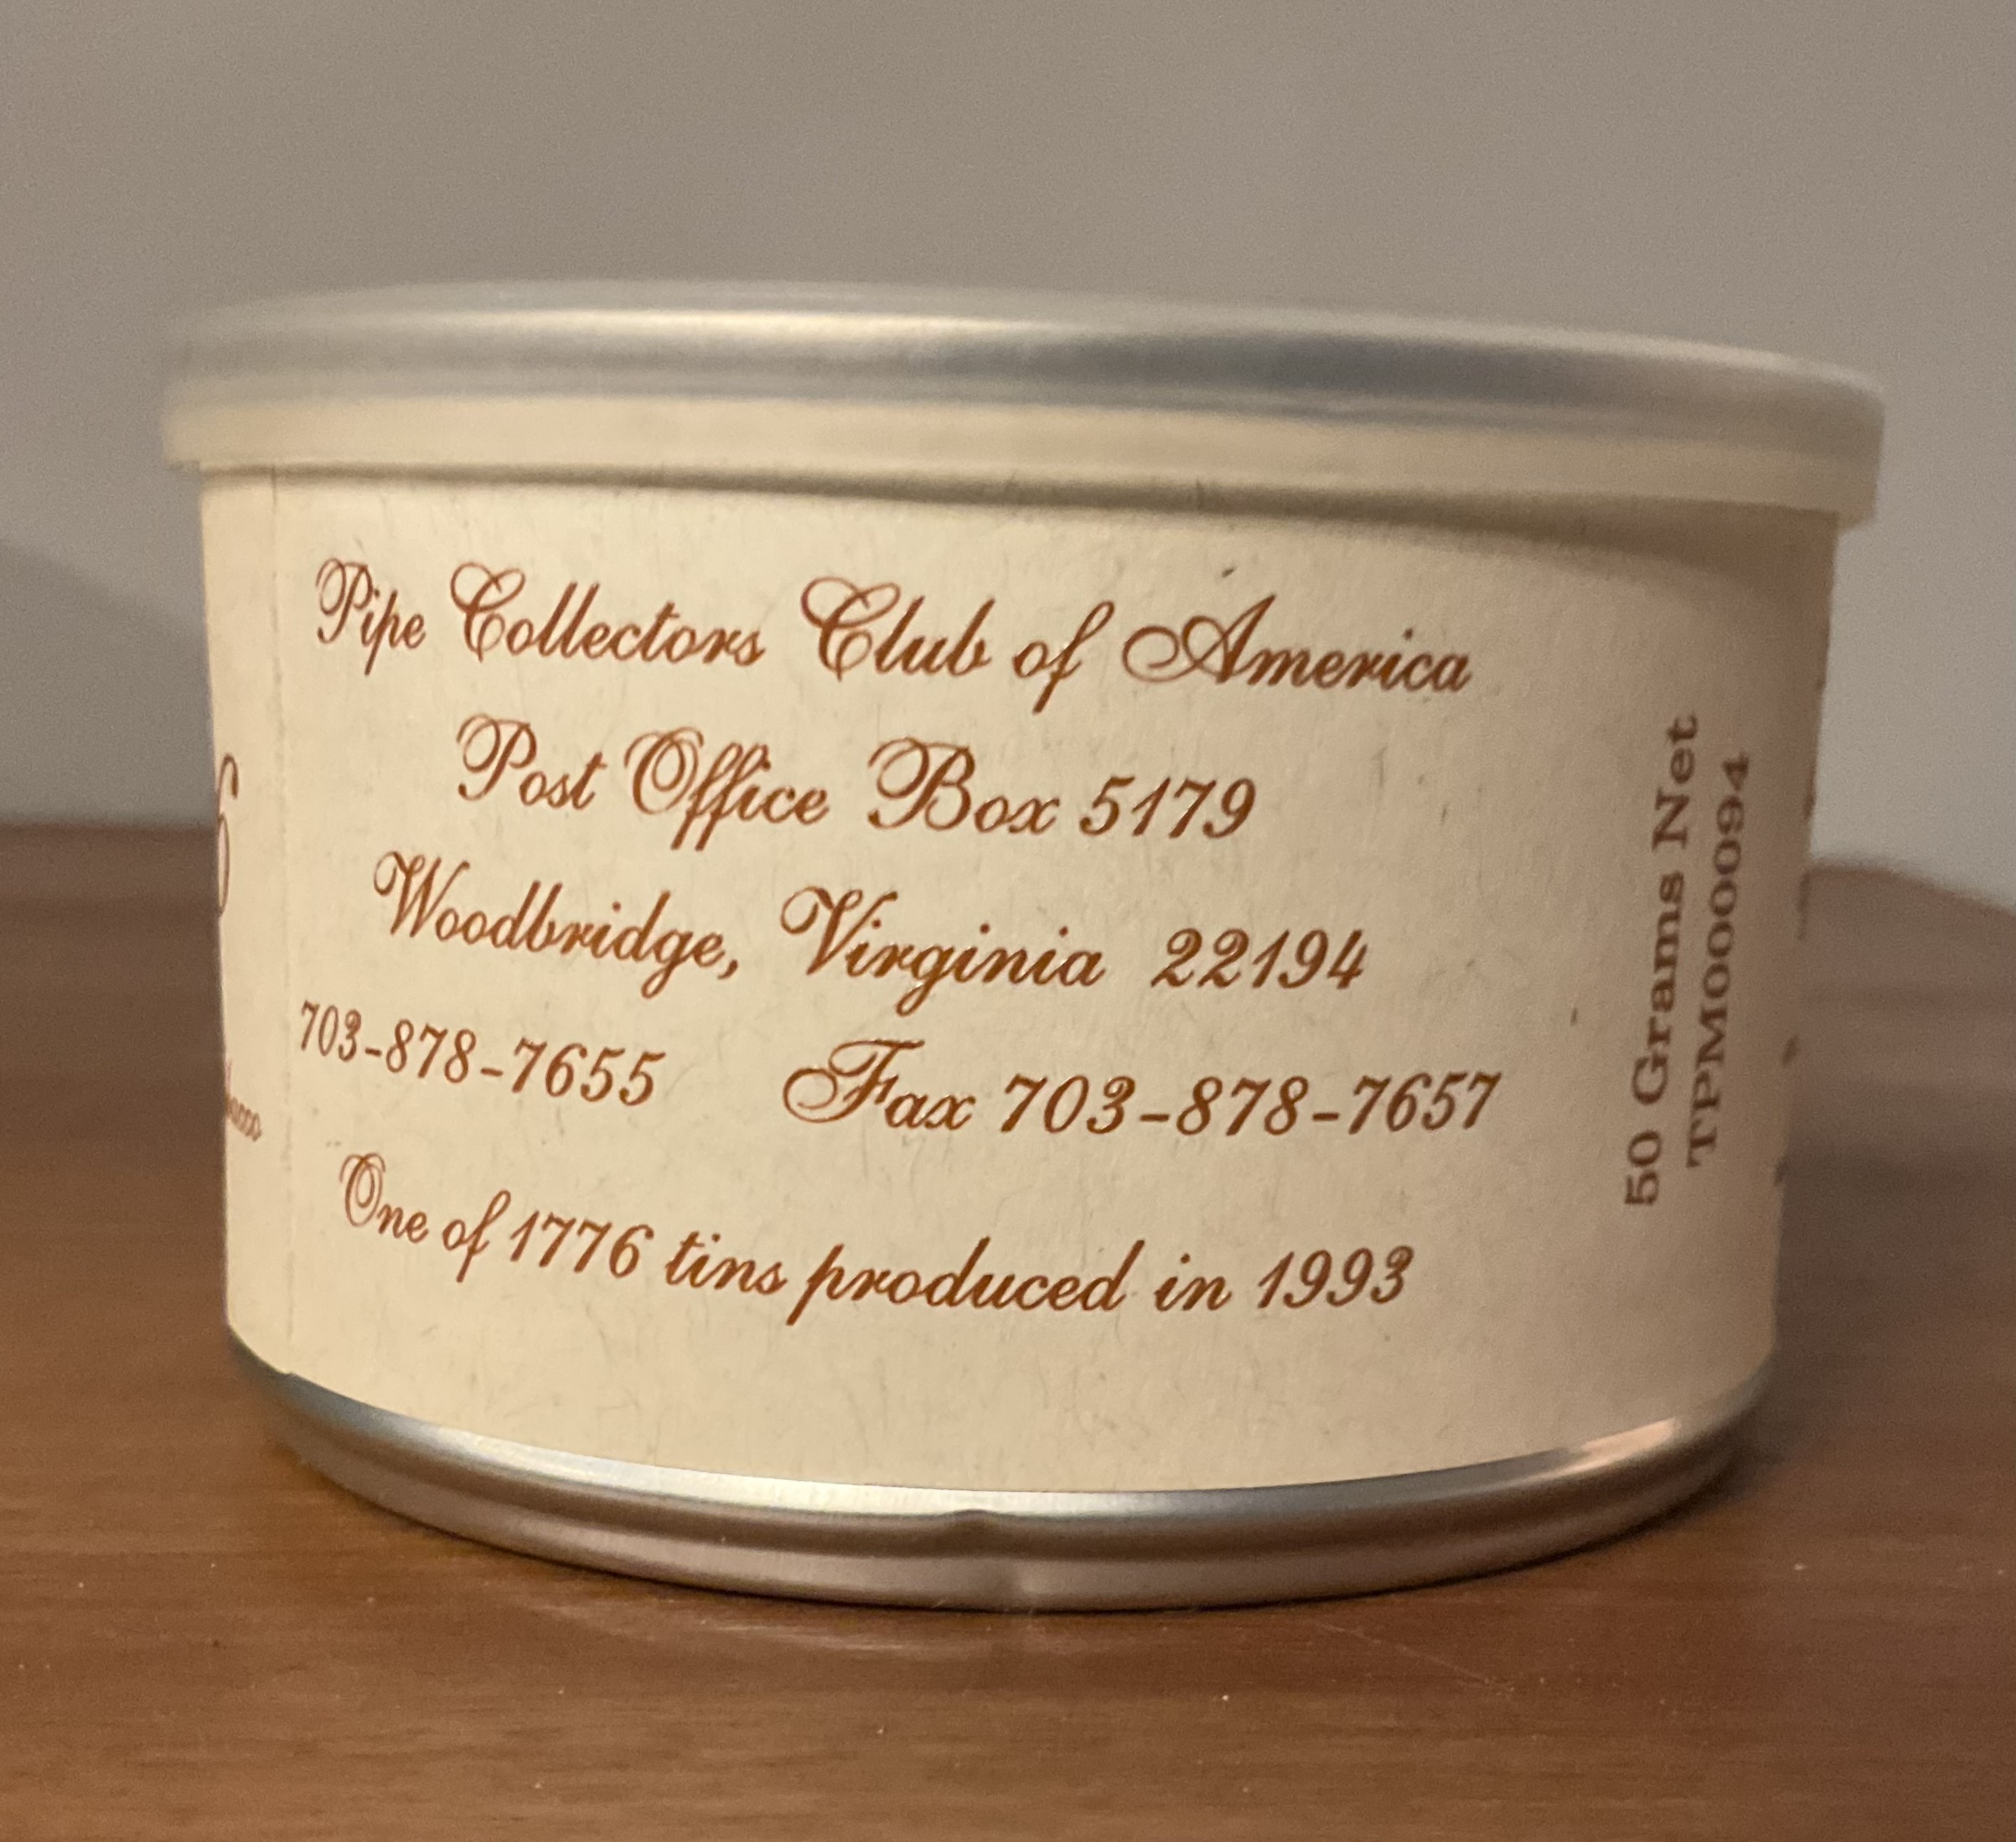 Pipe Collectors Club of America
Post Office Box 5179
Woodbridge, Virginia 22194
703-878-7655 Fax 703-878-7657
One of 1776 tins produced in 1993
50 Grams Net
TPM0000094